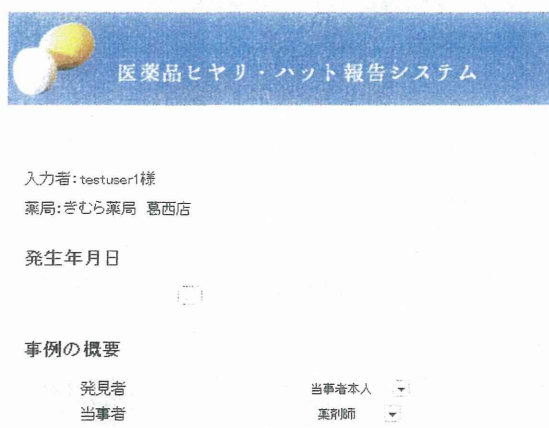 医薬品ヒヤリ・ハット報告システム
入力者:testuser1様
薬局:きむら薬局 葛西店
発生年月日
事例の概要
発見者 当事者本人
当事者 薬剤師